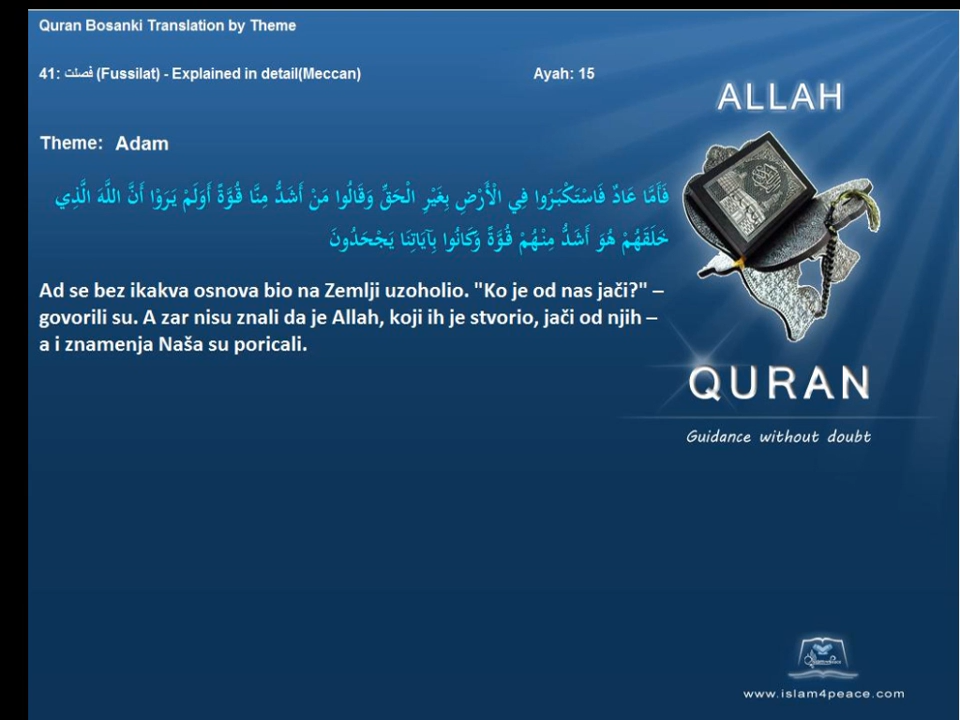 Quran Bosanki Translation by Theme
41: فصلت (Fussilat) - Explained in detail(Meccan)
Ayah: 15
ALLAH
Theme: Adam
فَأَمَّا عَادٌ فَاسْتَكْبَرُوا فِي الْأَرْضِ بِغَيْرِ الْحَقِّ وَقَالُوا مَنْ أَشَدُّ مِنَّا قُوَّةً أَوَلَمْ يَرَوْا أَنَّ اللَّهَ الَّذِي
خَلَقَهُمْ هُوَ أَشَدُّ مِنْهُمْ قُوَّةً وَكَانُوا بِآيَاتِنَا يَجْحَدُونَ
Ad se bez ikakva osnova bio na Zemlji uzoholio. "Ko je od nas jači?" –
govorili su. A zar nisu znali da je Allah, koji ih je stvorio, jači od njih –
a i znamenja Naša su poricali.
QURAN
Guidance without doubt
www.islam4peace.com